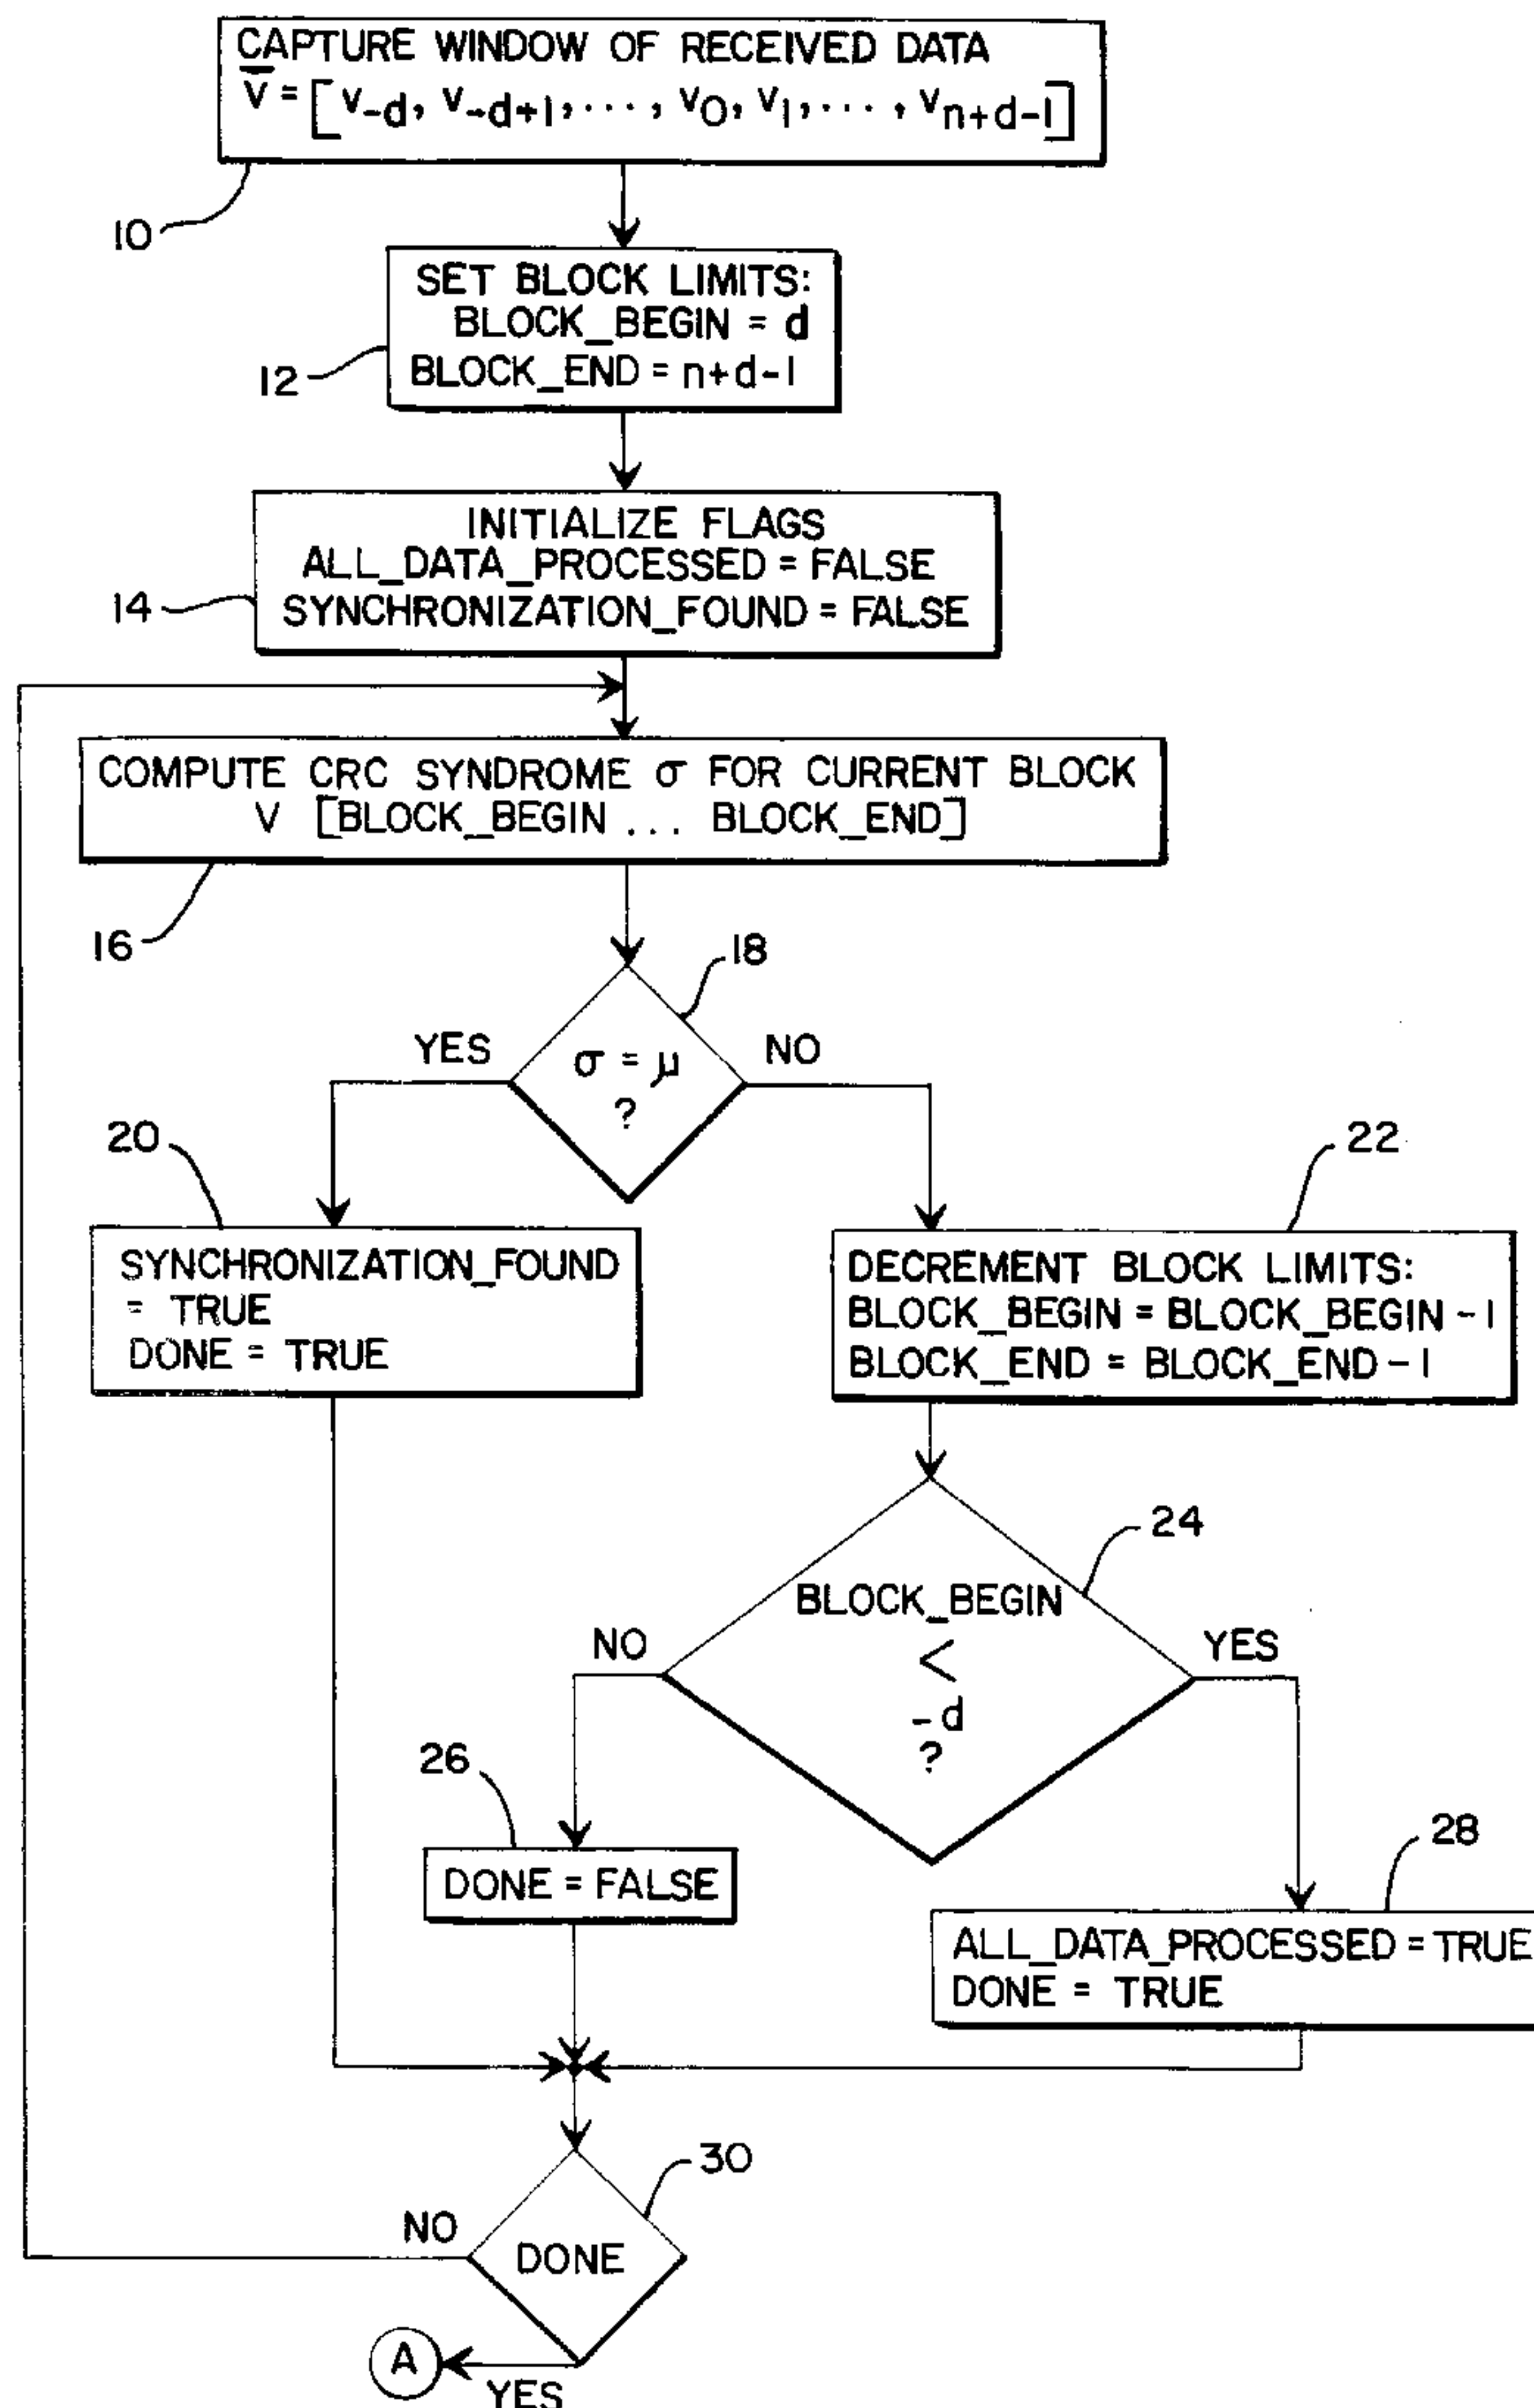 CAPTURE WINDOW OF RECEIVED DATA
V̅ = [v₋d, v₋d+1, ..., v0, v1, ..., vn+d-1]
10
SET BLOCK LIMITS:
BLOCK_BEGIN = d
BLOCK_END = n+d-1
12
INITIALIZE FLAGS
ALL_DATA_PROCESSED = FALSE
SYNCHRONIZATION_FOUND = FALSE
14
COMPUTE CRC SYNDROME σ FOR CURRENT BLOCK
V [BLOCK_BEGIN ... BLOCK_END]
16
18
YES
σ = μ
?
NO
20
SYNCHRONIZATION_FOUND
= TRUE
DONE = TRUE
22
DECREMENT BLOCK LIMITS:
BLOCK_BEGIN = BLOCK_BEGIN -1
BLOCK_END = BLOCK_END -1
24
BLOCK_BEGIN
<
-d
?
NO
YES
26
DONE = FALSE
28
ALL_DATA_PROCESSED = TRUE
DONE = TRUE
30
NO
DONE
A
YES